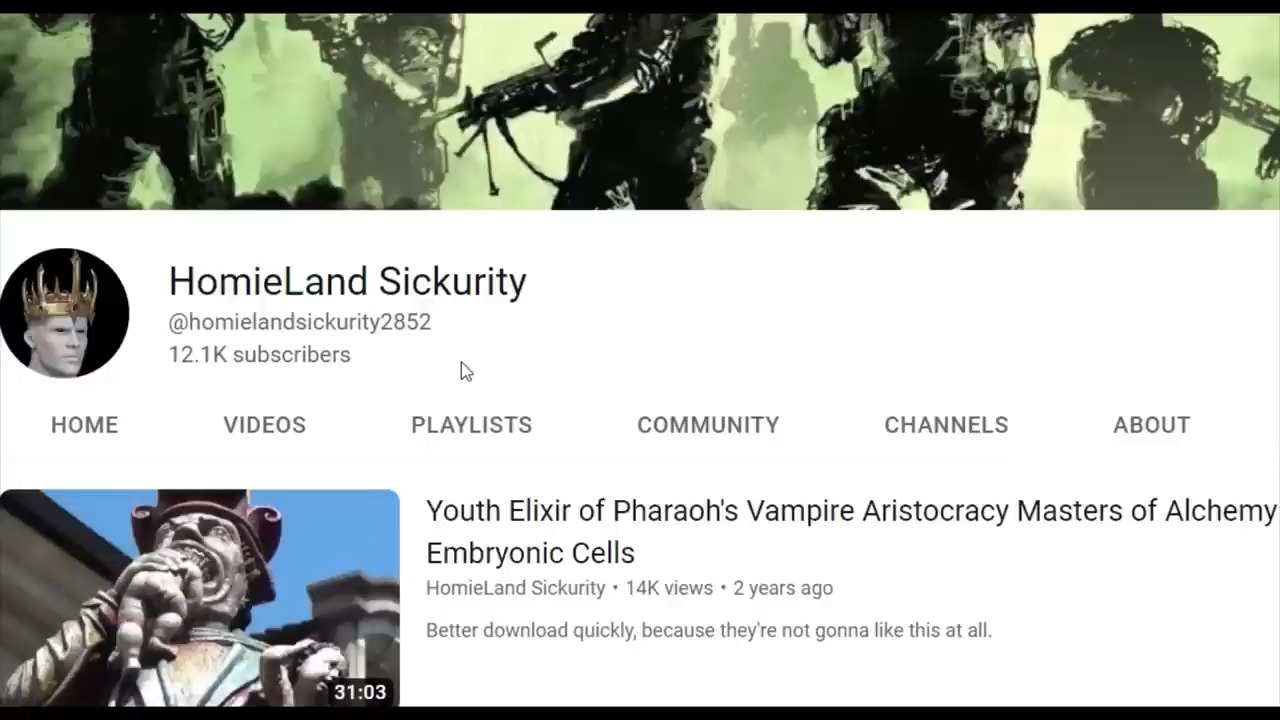 HomieLand Sickurity
@homielandsickurity2852
12.1K subscribers
HOME VIDEOS PLAYLISTS COMMUNITY CHANNELS ABOUT
Youth Elixir of Pharaoh's Vampire Aristocracy Masters of Alchemy
Embryonic Cells
HomieLand Sickurity • 14K views • 2 years ago
Better download quickly, because they're not gonna like this at all.
31:03